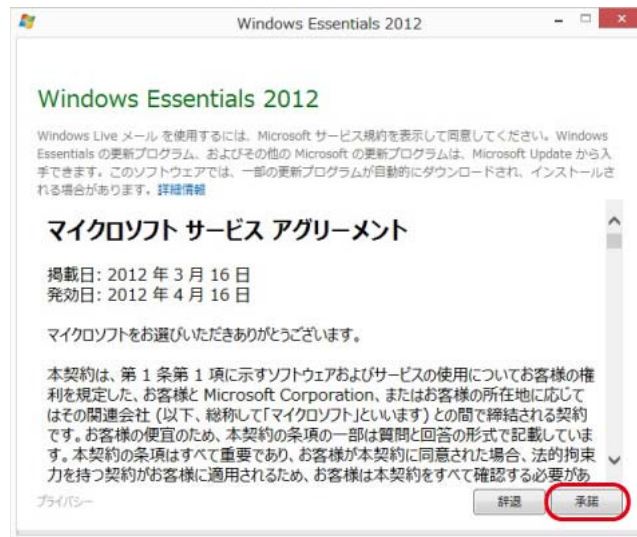 Windows Essentials 2012
Windows Essentials 2012
Windows Live メール を使用するには、Microsoft サービス規約を表示して同意してください。Windows
Essentials の更新プログラム、およびその他の Microsoft の更新プログラムは、Microsoft Update から入
手できます。このソフトウェアでは、一部の更新プログラムが自動的にダウンロードされ、インストールさ
れる場合があります。詳細情報
マイクロソフト サービス アグリーメント
掲載日: 2012 年 3 月 16 日
発効日: 2012 年 4 月 16 日
マイクロソフトをお選びいただきありがとうございます。
本契約は、第 1 条第 1 項に示すソフトウェアおよびサービスの使用についてお客様の権
利を規定した、お客様と Microsoft Corporation、またはお客様の所在地に応じて
はその関連会社 (以下、総称して「マイクロソフト」といいます) との間で締結される契約
です。お客様の便宜のため、本契約の条項の一部は質問と回答の形式で記載していま
す。本契約の条項はすべて重要であり、お客様が本契約に同意された場合、法的拘束
力を持つ契約がお客様に適用されるため、お客様は本契約をすべて確認する必要があ
プライバシー
辞退
承諾